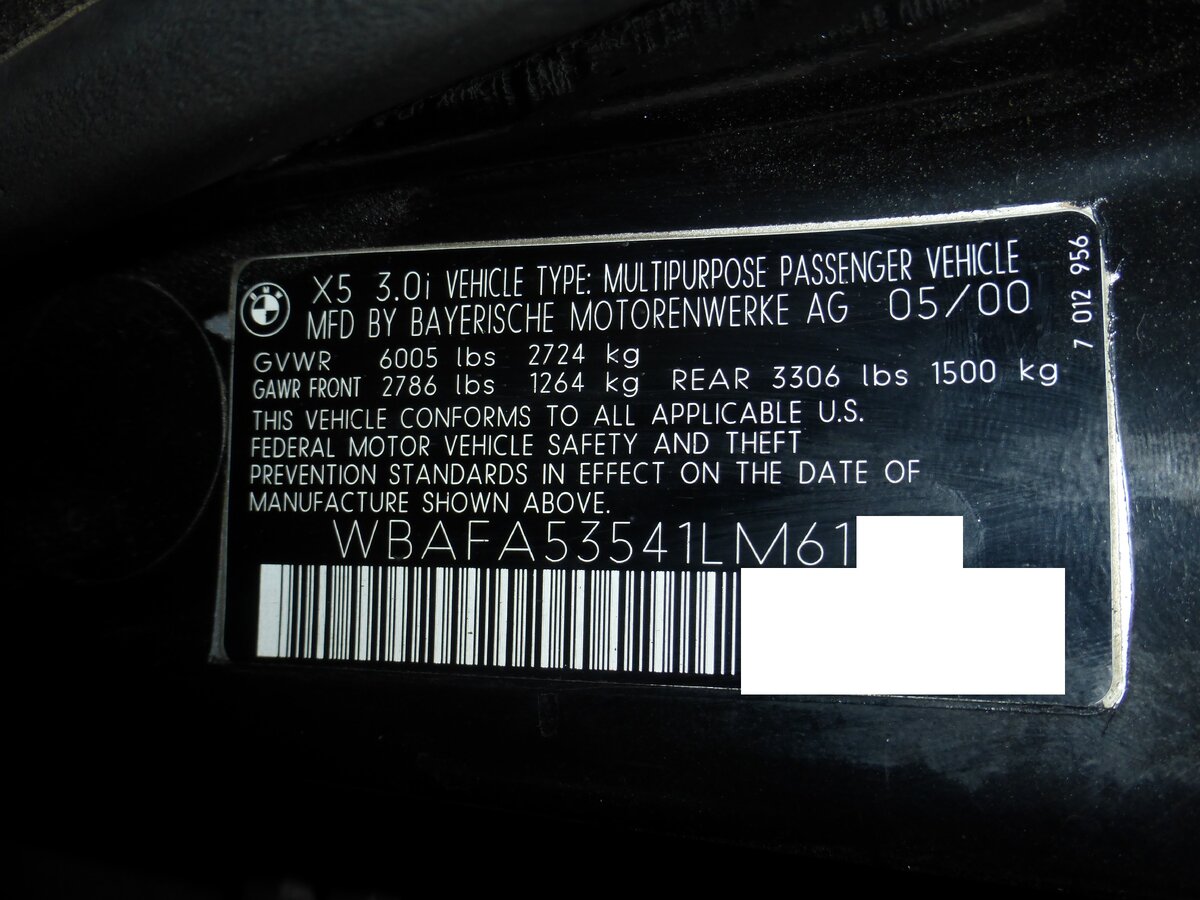 X5 3.0i VEHICLE TYPE: MULTIPURPOSE PASSENGER VEHICLE
MFD BY BAYERISCHE MOTORENWERKE AG 05/00
GVWR 6005 lbs 2724 kg
GAWR FRONT 2786 lbs 1264 kg REAR 3306 lbs 1500 kg
THIS VEHICLE CONFORMS TO ALL APPLICABLE U.S.
FEDERAL MOTOR VEHICLE SAFETY AND THEFT
PREVENTION STANDARDS IN EFFECT ON THE DATE OF
MANUFACTURE SHOWN ABOVE.
WBAFA53541LM61
7 012 956